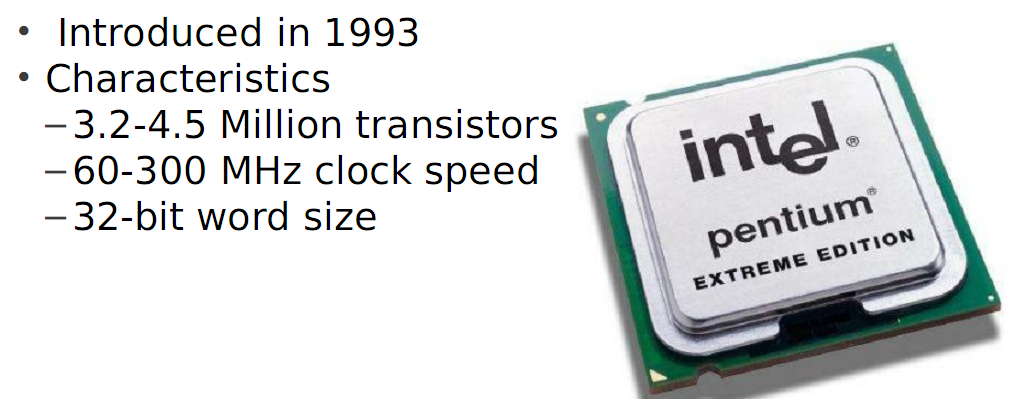 • Introduced in 1993
• Characteristics
–3.2-4.5 Million transistors
–60-300 MHz clock speed
–32-bit word size
intel®
pentium®
EXTREME EDITION